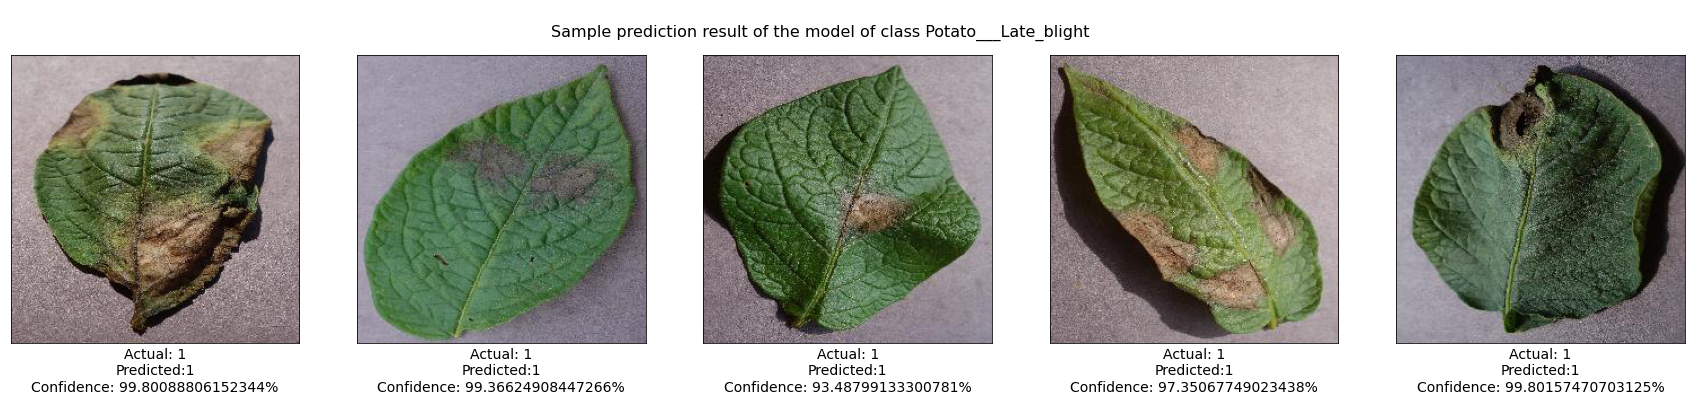 Sample prediction result of the model of class Potato___Late_blight
Actual: 1
Predicted:1
Confidence: 99.80088806152344%
Actual: 1
Predicted:1
Confidence: 99.36624908447266%
Actual: 1
Predicted:1
Confidence: 93.48799133300781%
Actual: 1
Predicted:1
Confidence: 97.35067749023438%
Actual: 1
Predicted:1
Confidence: 99.80157470703125%